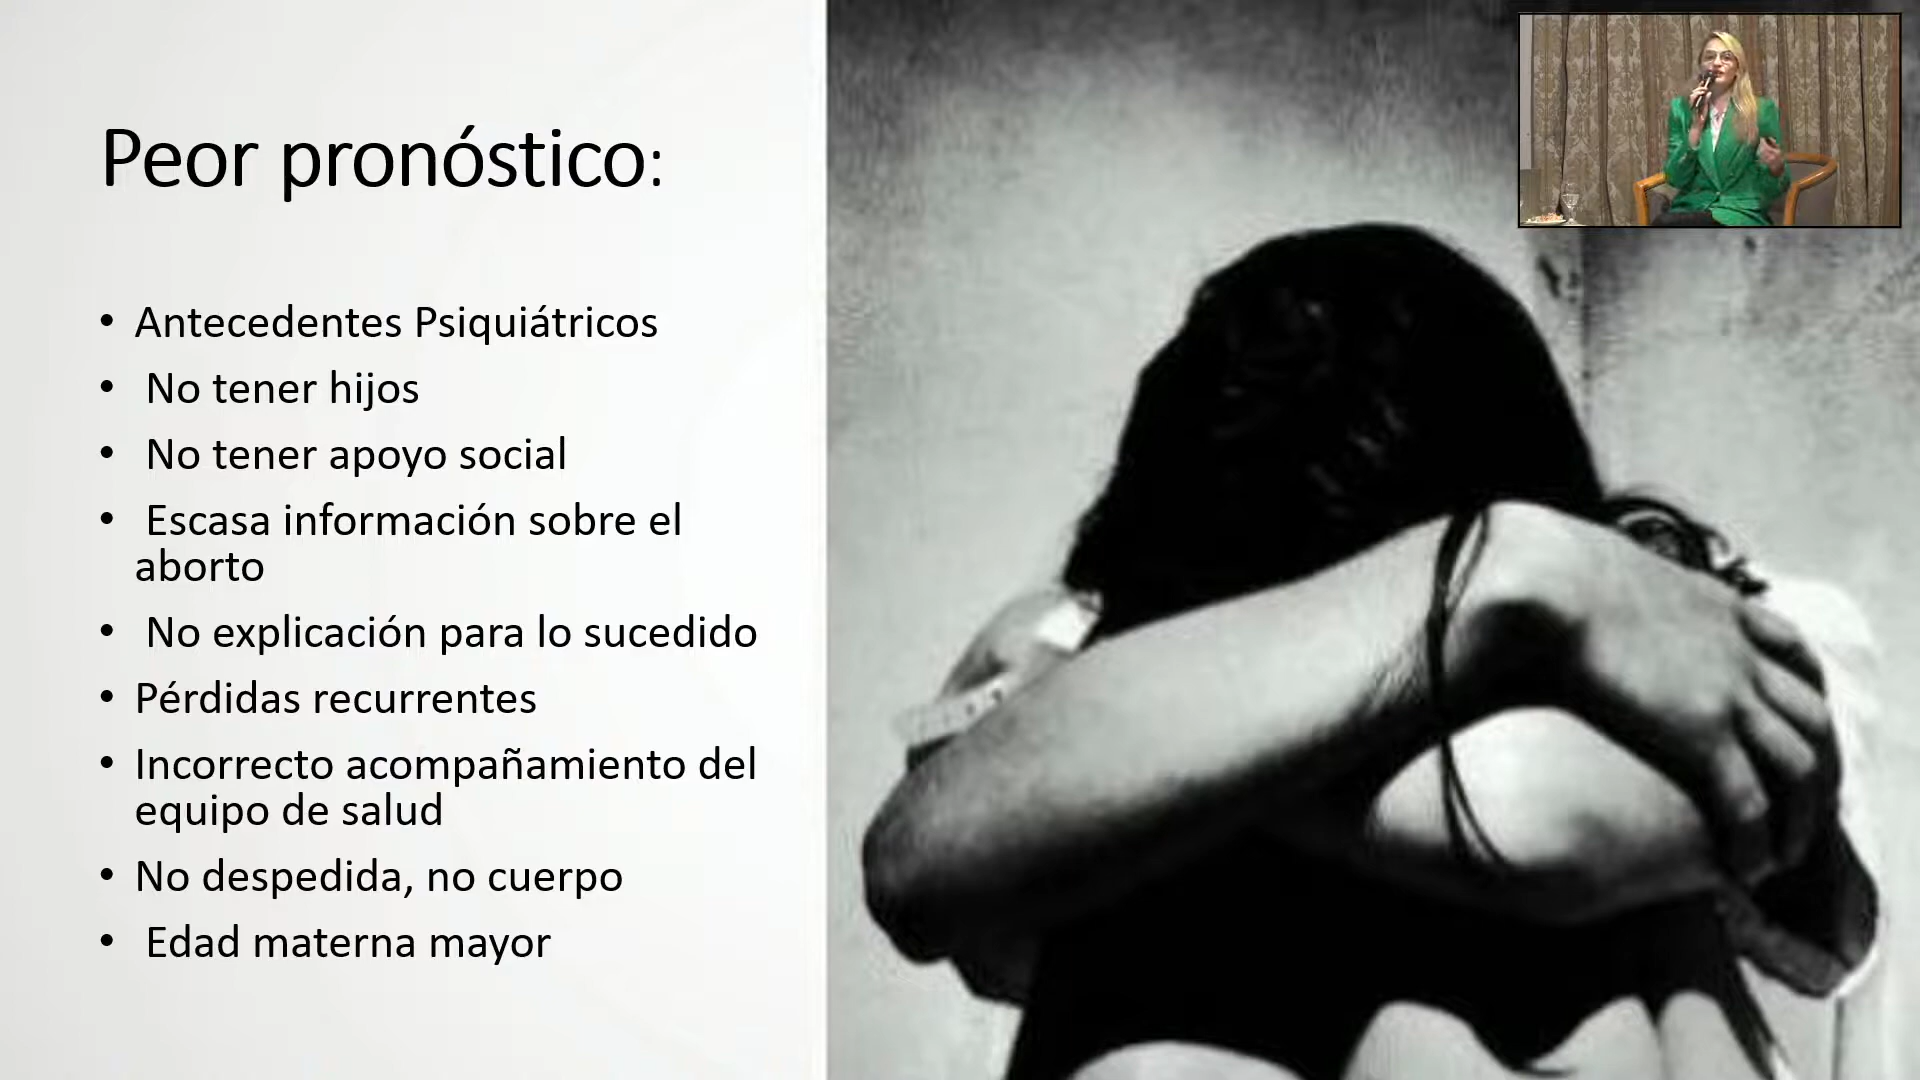 Peor pronóstico:
• Antecedentes Psiquiátricos
• No tener hijos
• No tener apoyo social
• Escasa información sobre el
aborto
• No explicación para lo sucedido
• Pérdidas recurrentes
• Incorrecto acompañamiento del
equipo de salud
• No despedida, no cuerpo
• Edad materna mayor